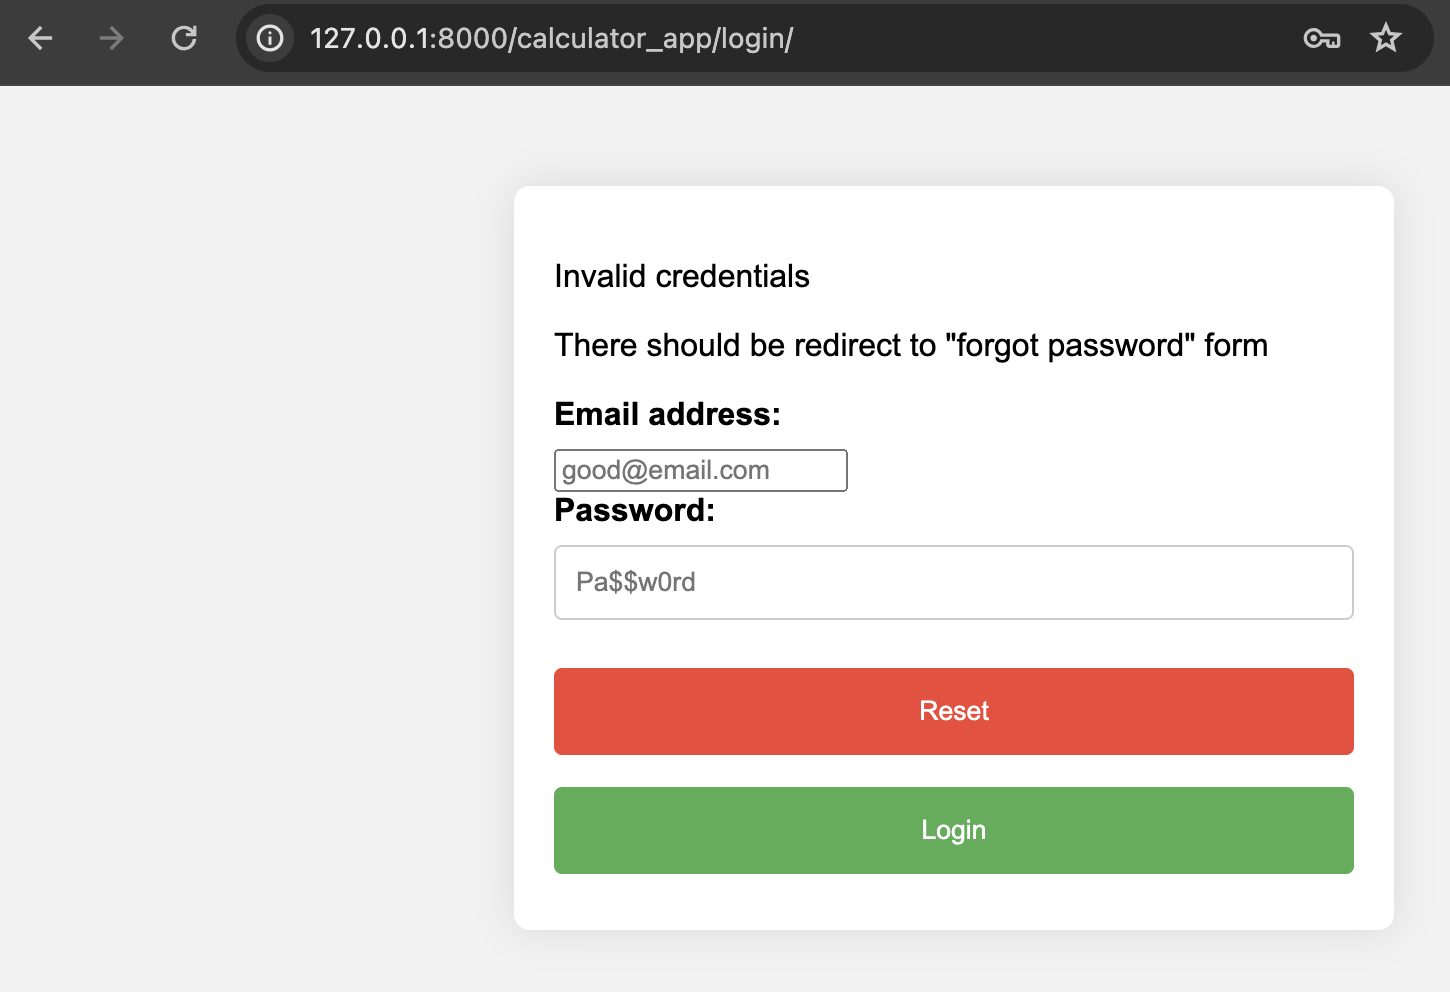 127.0.0.1:8000/calculator_app/login/
Invalid credentials
There should be redirect to "forgot password" form
Email address:
good@email.com
Password:
Pa$$w0rd
Reset
Login